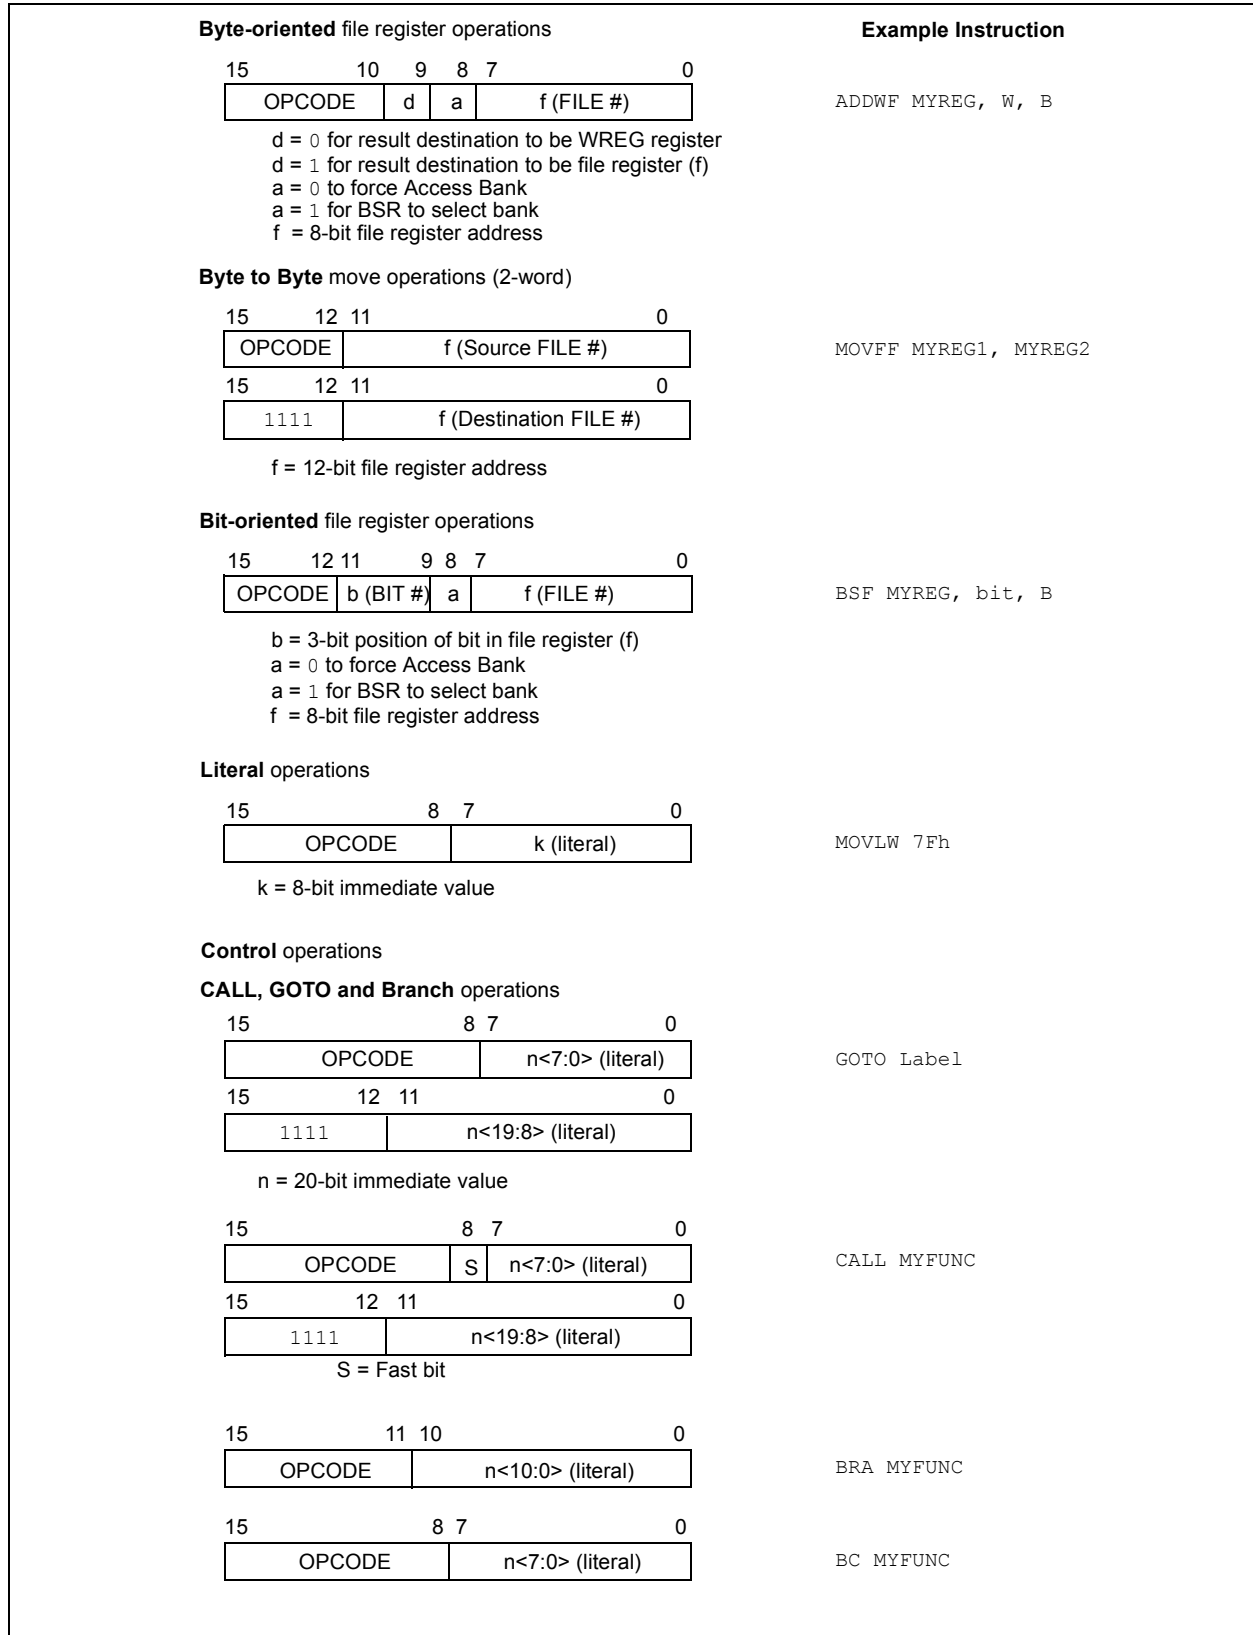 Byte-oriented file register operations    Example Instruction
15    10    9    8    7    0
OPCODE    d    a    f (FILE #)    ADDWF MYREG, W, B
d = 0 for result destination to be WREG register
d = 1 for result destination to be file register (f)
a = 0 to force Access Bank
a = 1 for BSR to select bank
f = 8-bit file register address
Byte to Byte move operations (2-word)
15    12    11    0
OPCODE    f (Source FILE #)    MOVFF MYREG1, MYREG2
15    12    11    0
1111    f (Destination FILE #)
f = 12-bit file register address
Bit-oriented file register operations
15    12    11    9    8    7    0
OPCODE    b (BIT #)    a    f (FILE #)    BSF MYREG, bit, B
b = 3-bit position of bit in file register (f)
a = 0 to force Access Bank
a = 1 for BSR to select bank
f = 8-bit file register address
Literal operations
15    8    7    0
OPCODE    k (literal)    MOVLW 7Fh
k = 8-bit immediate value
Control operations
CALL, GOTO and Branch operations
15    8    7    0
OPCODE    n<7:0> (literal)    GOTO Label
15    12    11    0
1111    n<19:8> (literal)
n = 20-bit immediate value
15    8    7    0
OPCODE    S    n<7:0> (literal)    CALL MYFUNC
15    12    11    0
1111    n<19:8> (literal)
S = Fast bit
15    11    10    0
OPCODE    n<10:0> (literal)    BRA MYFUNC
15    8    7    0
OPCODE    n<7:0> (literal)    BC MYFUNC